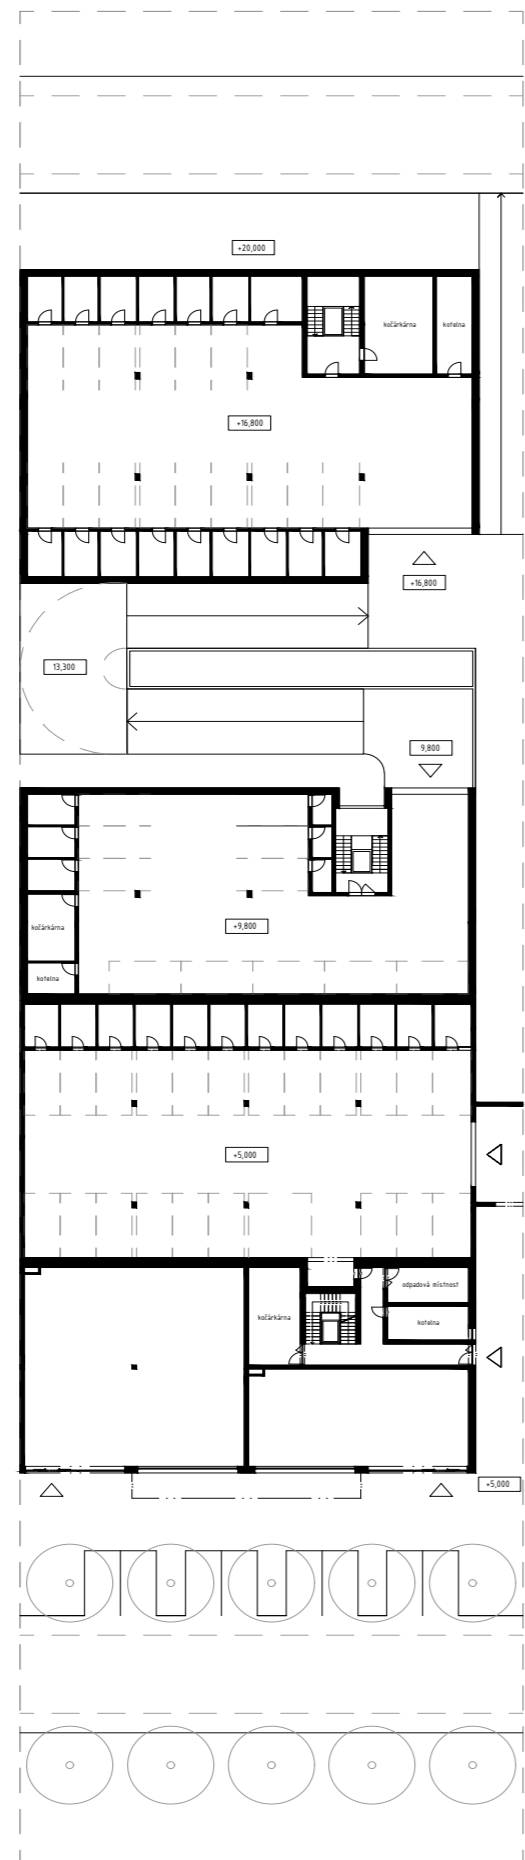 +20,000
kočárkárna
kotelna
+16,800
+16,800
13,300
9,800
kočárkárna
+9,800
kotelna
+5,000
odpadová místnost
kočárkárna
kotelna
+5,000